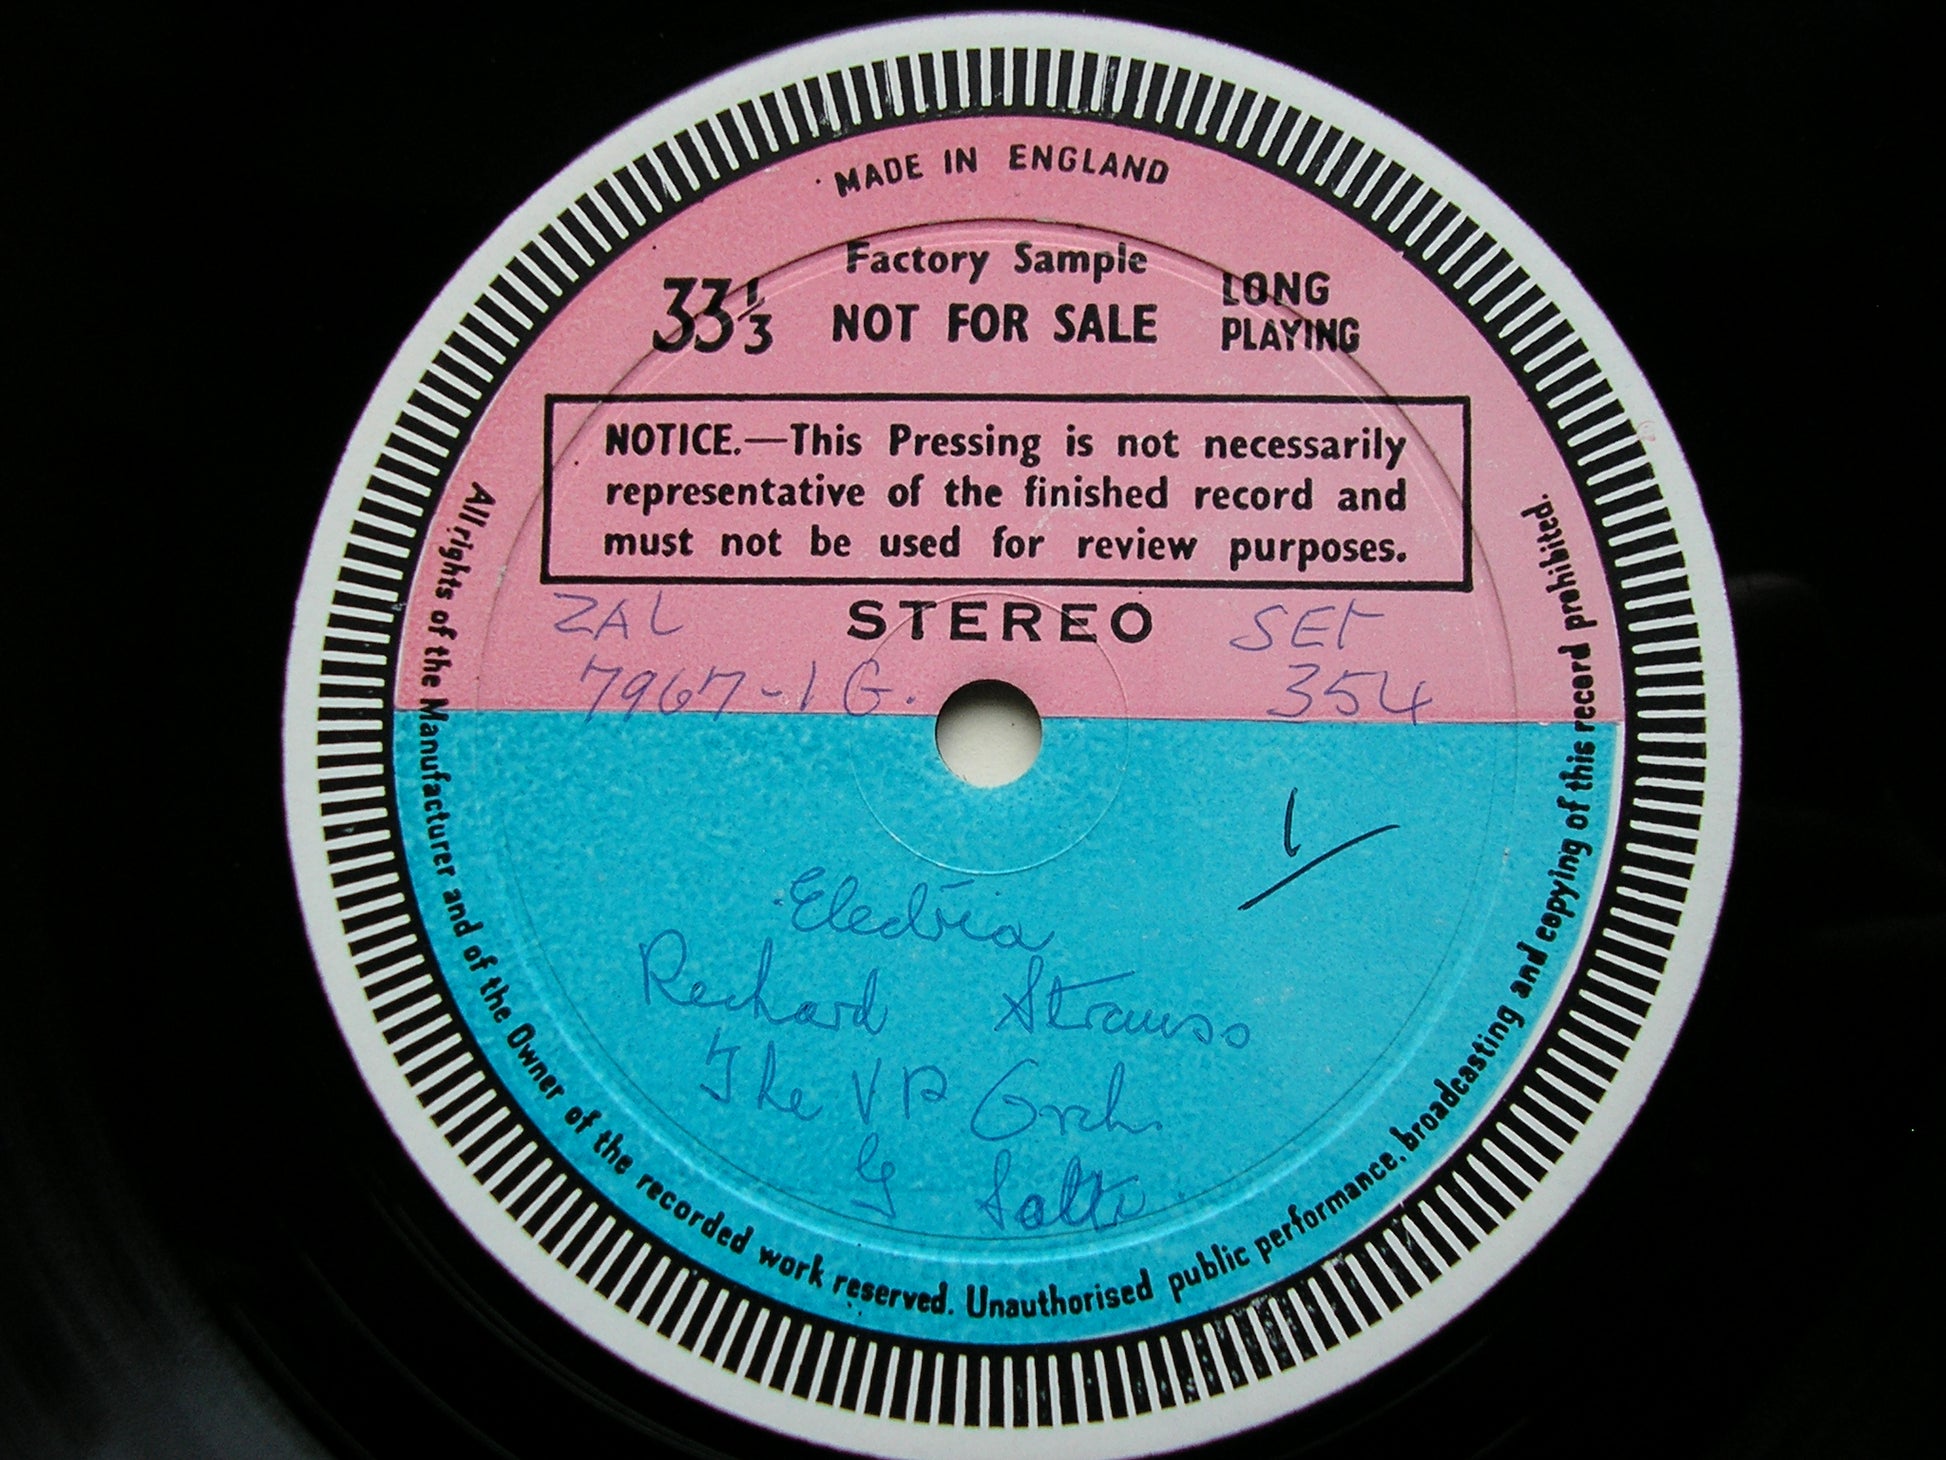 MADE IN ENGLAND
Factory Sample
33⅓ NOT FOR SALE LONG PLAYING
NOTICE.—This Pressing is not necessarily
representative of the finished record and
must not be used for review purposes.
ZAL STEREO SET
7967-1G. 354
1
Electria
Richard Strauss
The VP Orch.
G Solti
All rights of the Manufacturer and of the Owner of the recorded work reserved. Unauthorised public performance, broadcasting and copying of this record prohibited.